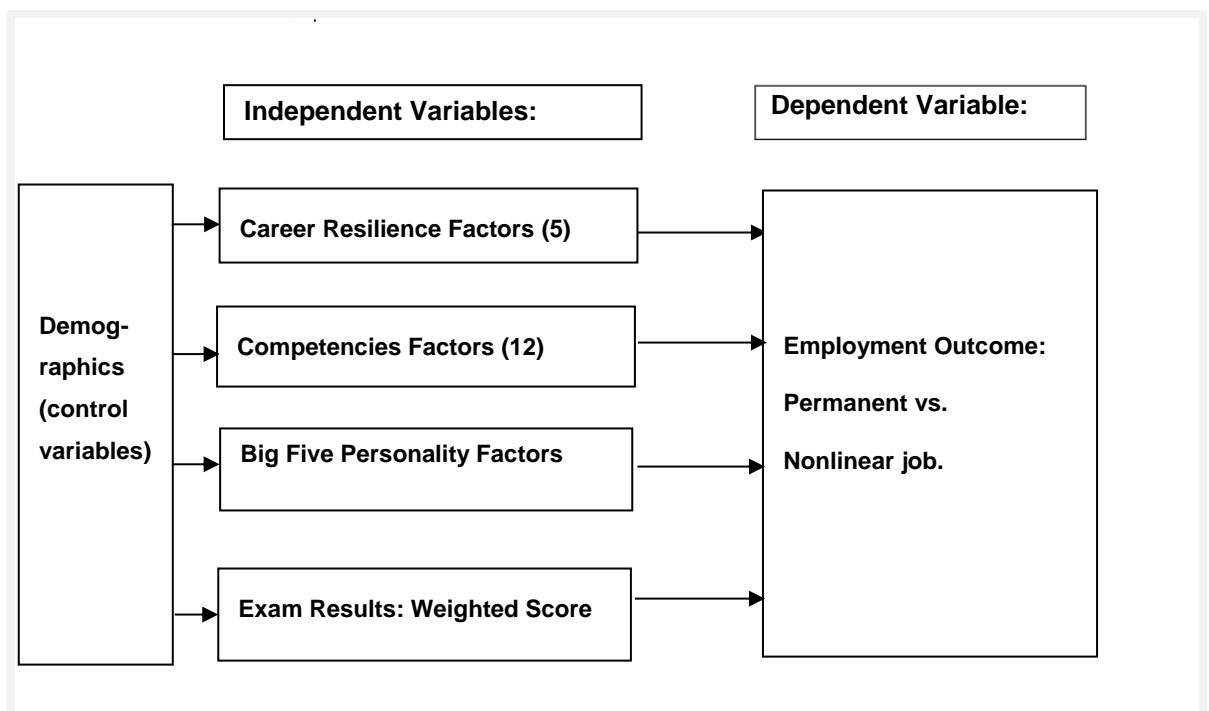 Independent Variables:
Dependent Variable:
Demog-
raphics
(control
variables)
Career Resilience Factors (5)
Competencies Factors (12)
Big Five Personality Factors
Exam Results: Weighted Score
Employment Outcome:
Permanent vs.
Nonlinear job.